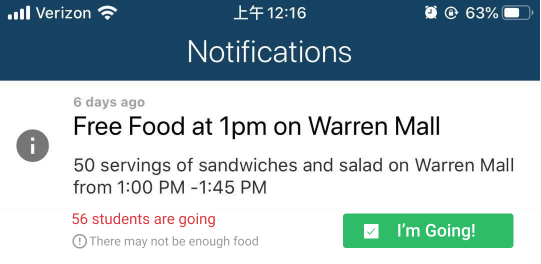 Verizon 上午12:16 63%
Notifications
6 days ago
Free Food at 1pm on Warren Mall
50 servings of sandwiches and salad on Warren Mall
from 1:00 PM -1:45 PM
56 students are going
There may not be enough food
I'm Going!